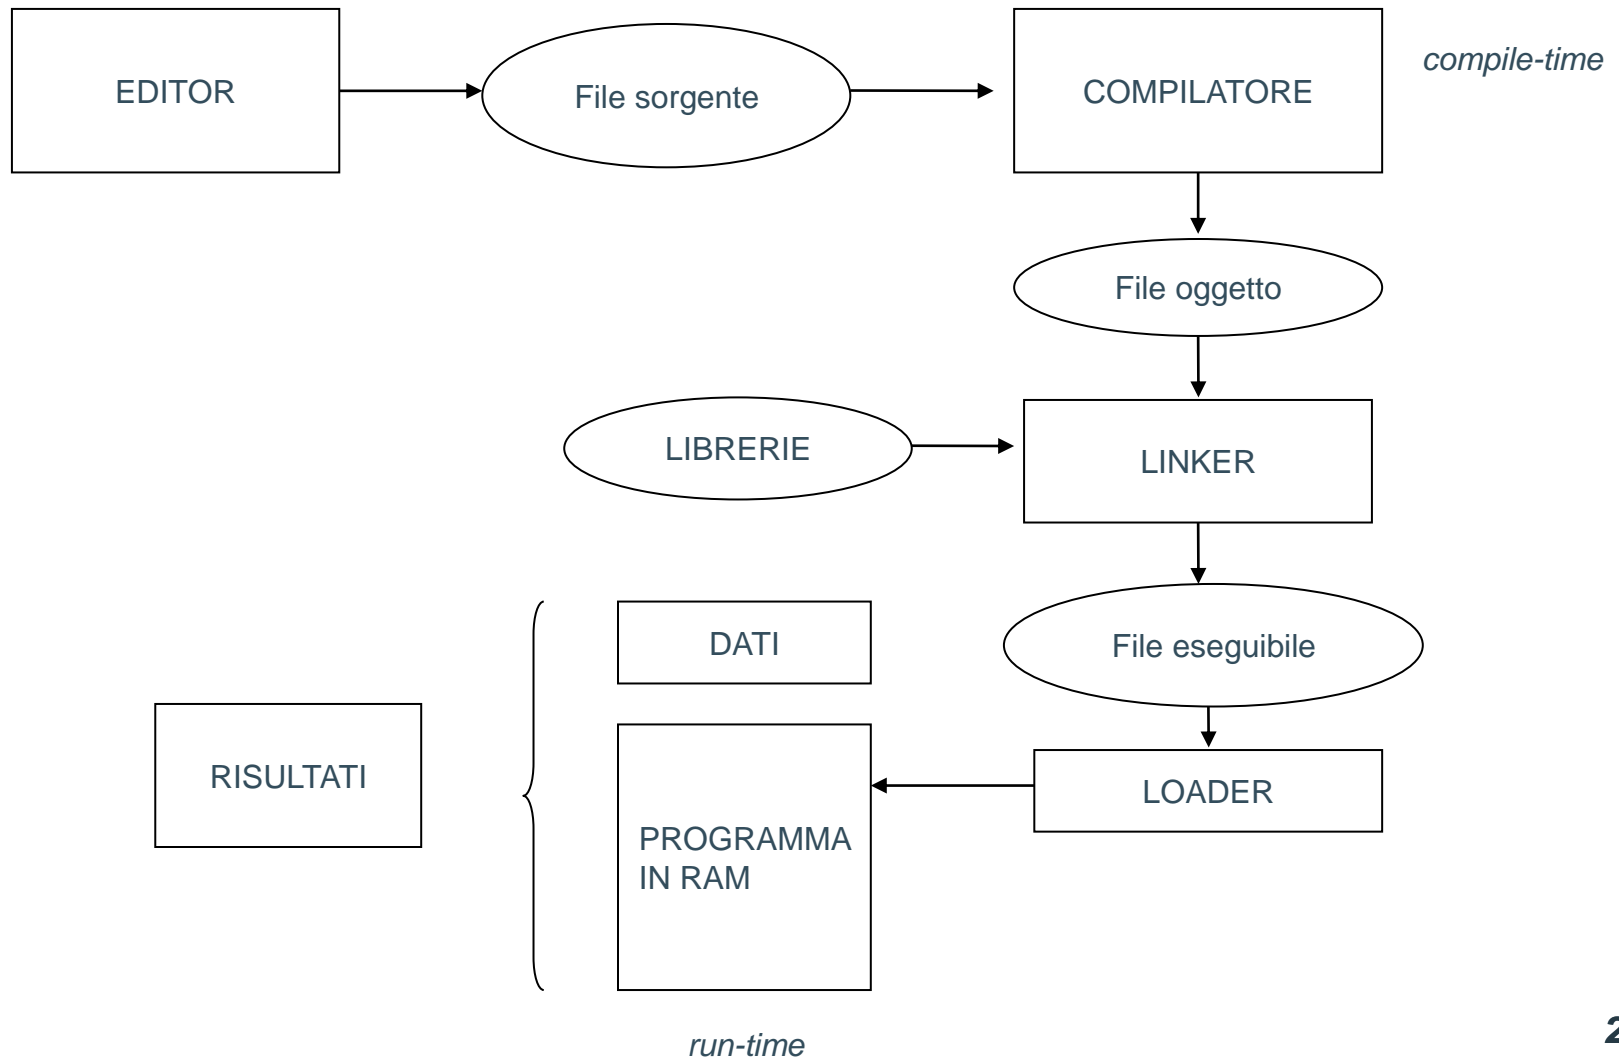 EDITOR
File sorgente
COMPILATORE
compile-time
File oggetto
LIBRERIE
LINKER
DATI
File eseguibile
RISULTATI
LOADER
PROGRAMMA
IN RAM
run-time
2